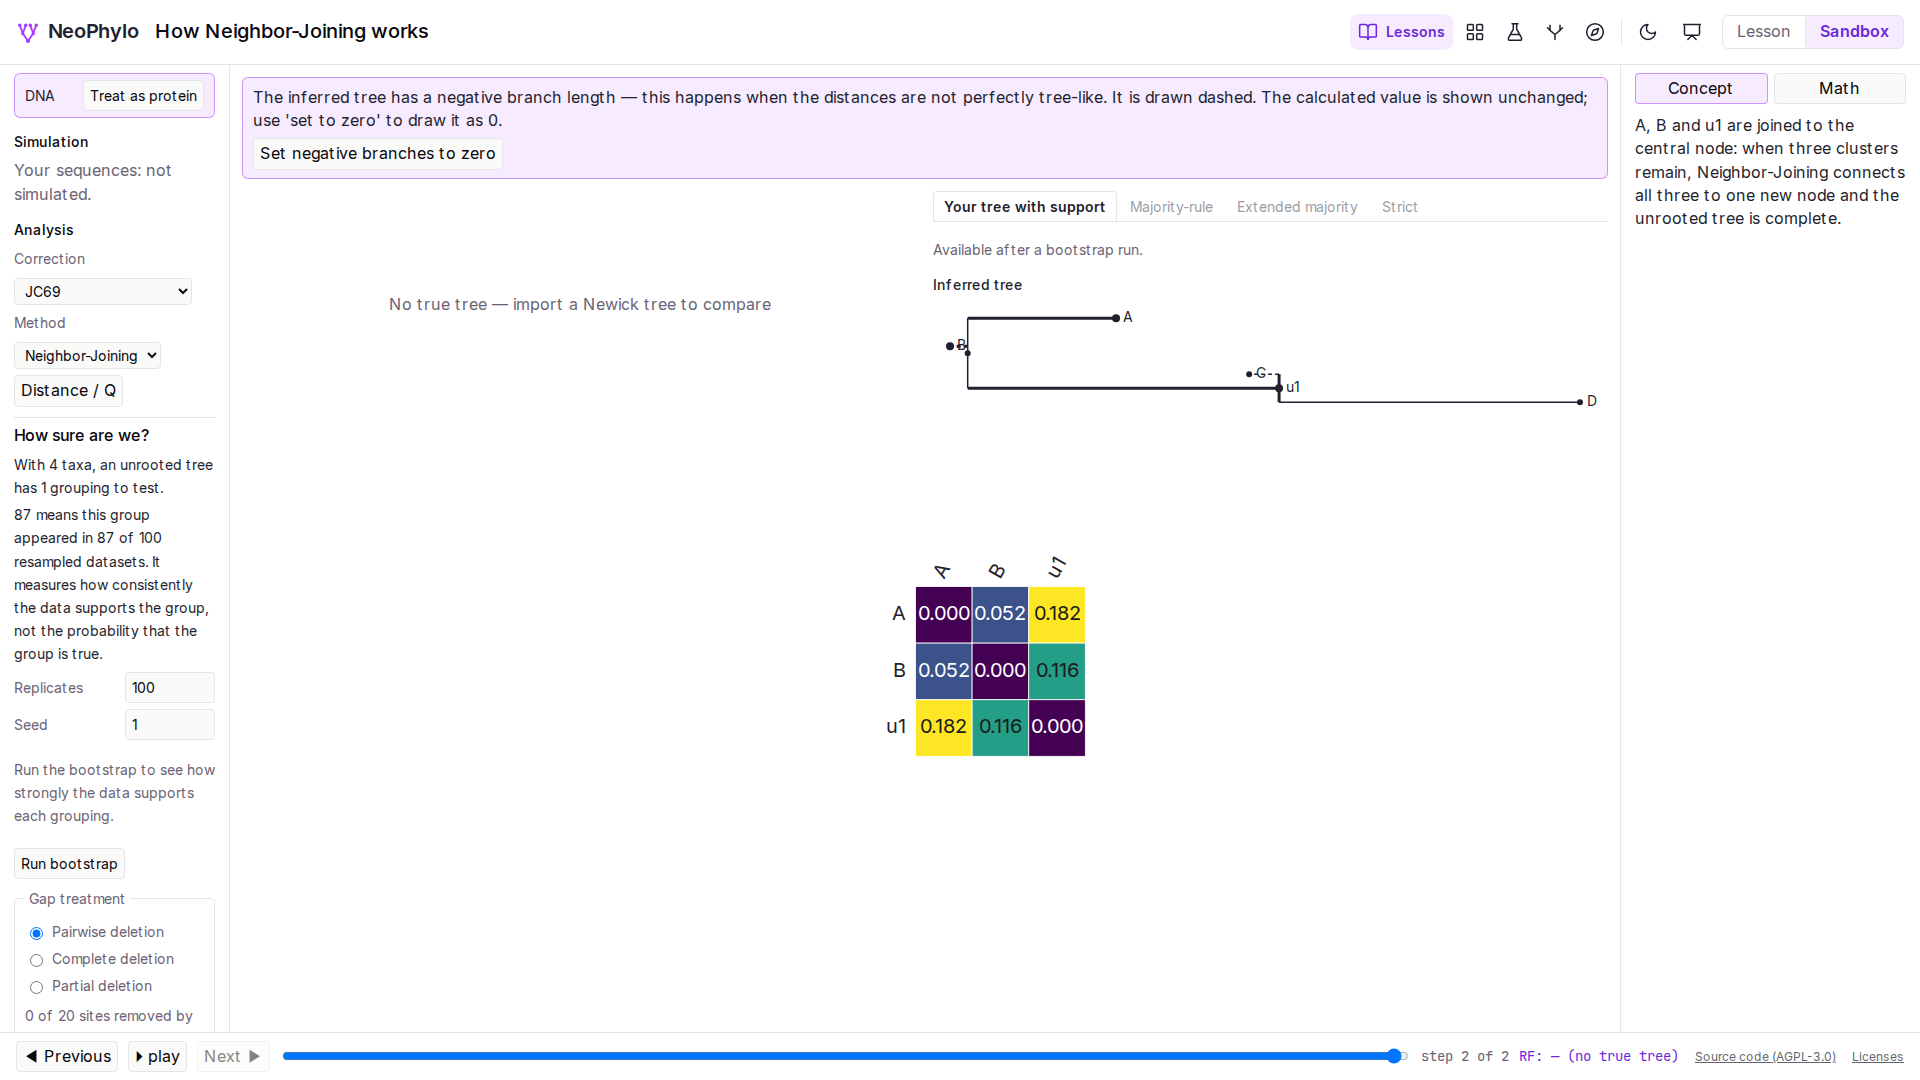 NeoPhylo How Neighbor-Joining works Lessons Lesson Sandbox
DNA Treat as protein
Simulation
Your sequences: not
simulated.
Analysis
Correction
JC69
Method
Neighbor-Joining
Distance / Q
How sure are we?
With 4 taxa, an unrooted tree
has 1 grouping to test.
87 means this group
appeared in 87 of 100
resampled datasets. It
measures how consistently
the data supports the group,
not the probability that the
group is true.
Replicates 100
Seed 1
Run the bootstrap to see how
strongly the data supports
each grouping.
Run bootstrap
Gap treatment
Pairwise deletion
Complete deletion
Partial deletion
0 of 20 sites removed by
The inferred tree has a negative branch length — this happens when the distances are not perfectly tree-like. It is drawn dashed. The calculated value is shown unchanged;
use 'set to zero' to draw it as 0.
Set negative branches to zero
No true tree — import a Newick tree to compare
Your tree with support Majority-rule Extended majority Strict
Available after a bootstrap run.
Inferred tree
A
B
C
u1
D
A B u1
A 0.000 0.052 0.182
B 0.052 0.000 0.116
u1 0.182 0.116 0.000
Concept Math
A, B and u1 are joined to the
central node: when three clusters
remain, Neighbor-Joining connects
all three to one new node and the
unrooted tree is complete.
Previous play Next step 2 of 2 RF: — (no true tree) Source code (AGPL-3.0) Licenses